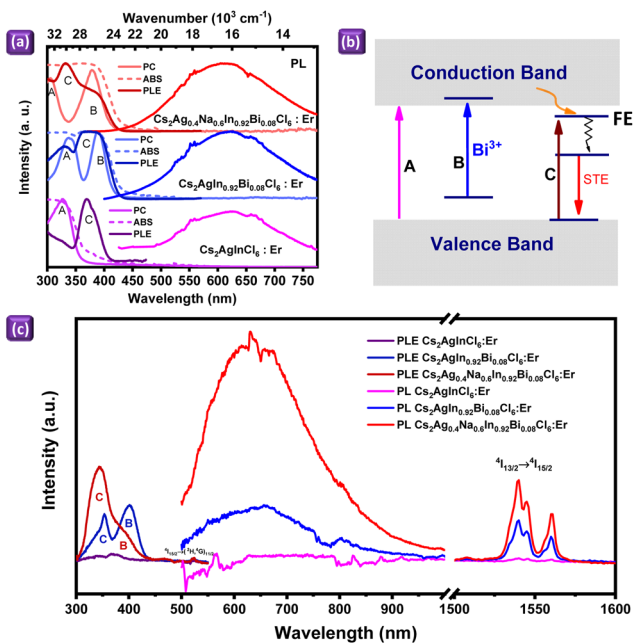 (a)
Wavenumber (10³ cm⁻¹)
32 28 26 24 22 20 18 16 14
PL
A
C
B
PC
ABS
PLE
Cs₂Ag₀.₄Na₀.₆In₀.₉₂Bi₀.₀₈Cl₆ : Er
A
C
B
PC
ABS
PLE
Cs₂AgIn₀.₉₂Bi₀.₀₈Cl₆ : Er
A
C
PC
ABS
PLE
Cs₂AgInCl₆ : Er
Intensity (a. u.)
300 350 400 450 500 550 600 650 700 750
Wavelength (nm)
(b)
Conduction Band
FE
Bi³⁺
A
B
C
STE
Valence Band
(c)
PLE Cs₂AgInCl₆:Er
PLE Cs₂AgIn₀.₉₂Bi₀.₀₈Cl₆:Er
PLE Cs₂Ag₀.₄Na₀.₆In₀.₉₂Bi₀.₀₈Cl₆:Er
PL Cs₂AgInCl₆:Er
PL Cs₂AgIn₀.₉₂Bi₀.₀₈Cl₆:Er
PL Cs₂Ag₀.₄Na₀.₆In₀.₉₂Bi₀.₀₈Cl₆:Er
⁴I₁₃/₂→⁴I₁₅/₂
C
B
C
B
Intensity (a.u.)
300 400 500 600 700 800 900 1500 1550 1600
Wavelength (nm)